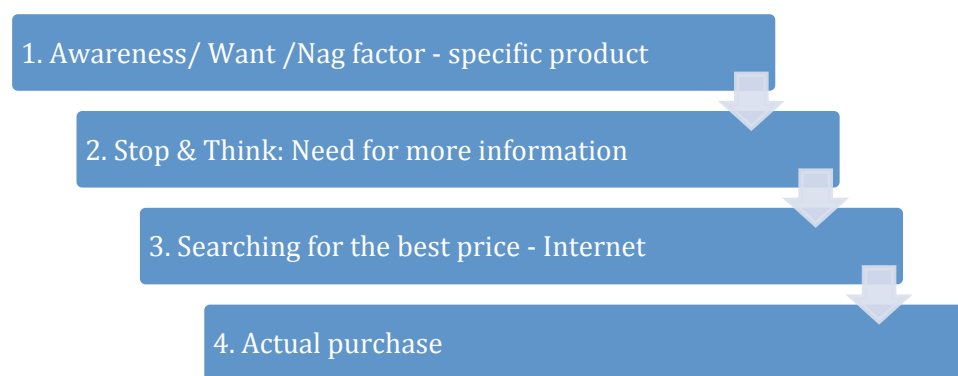 1. Awareness/ Want /Nag factor - specific product
2. Stop & Think: Need for more information
3. Searching for the best price - Internet
4. Actual purchase